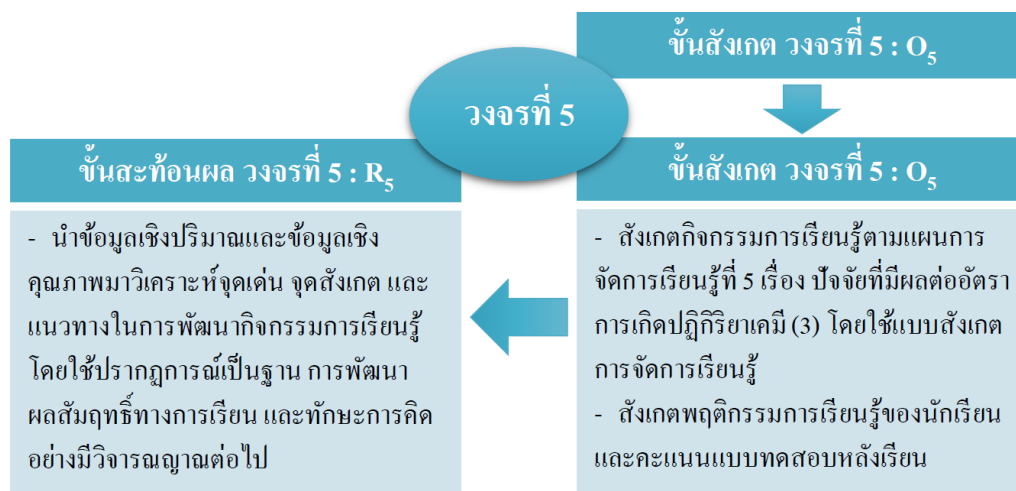 ขั้นสังเกต วงจรที่ 5 : O5
วงจรที่ 5
ขั้นสังเกต วงจรที่ 5 : O5
- สังเกตกิจกรรมการเรียนรู้ตามแผนการ
จัดการเรียนรู้ที่ 5 เรื่อง ปัจจัยที่มีผลต่ออัตรา
การเกิดปฏิกิริยาเคมี (3) โดยใช้แบบสังเกต
การจัดการเรียนรู้
- สังเกตพฤติกรรมการเรียนรู้ของนักเรียน
และคะแนนแบบทดสอบหลังเรียน
ขั้นสะท้อนผล วงจรที่ 5 : R5
- นำข้อมูลเชิงปริมาณและข้อมูลเชิง
คุณภาพมาวิเคราะห์จุดเด่น จุดสังเกต และ
แนวทางในการพัฒนากิจกรรมการเรียนรู้
โดยใช้ปรากฏการณ์เป็นฐาน การพัฒนา
ผลสัมฤทธิ์ทางการเรียน และทักษะการคิด
อย่างมีวิจารณญาณต่อไป